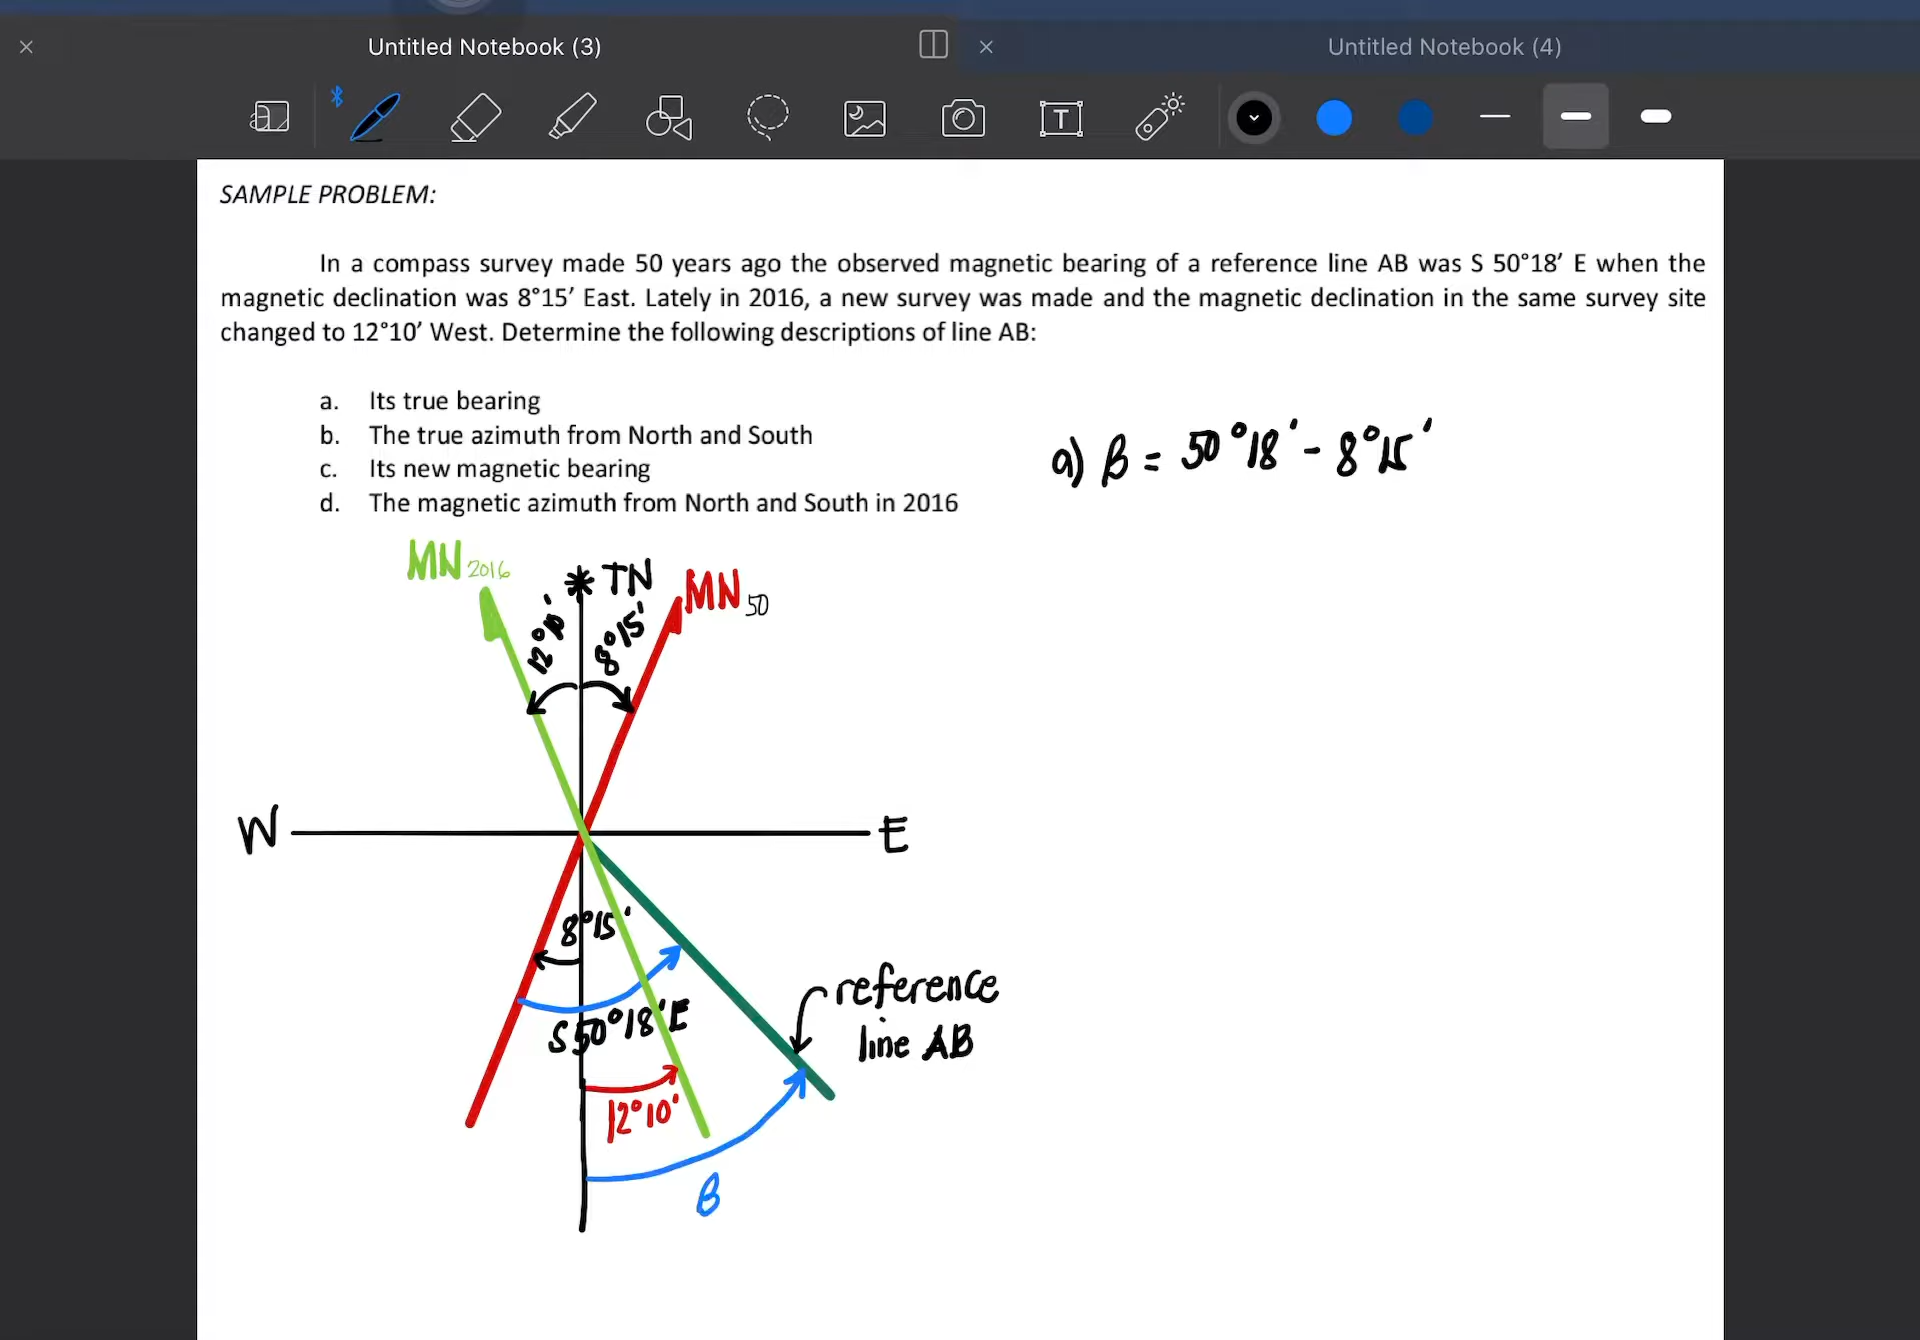 Untitled Notebook (3)
Untitled Notebook (4)
SAMPLE PROBLEM:
In a compass survey made 50 years ago the observed magnetic bearing of a reference line AB was S 50°18′ E when the
magnetic declination was 8°15′ East. Lately in 2016, a new survey was made and the magnetic declination in the same survey site
changed to 12°10′ West. Determine the following descriptions of line AB:
a. Its true bearing
b. The true azimuth from North and South
c. Its new magnetic bearing
d. The magnetic azimuth from North and South in 2016
a) β = 50°18' - 8°15'
MN 2016
TN
MN 50
12°10'
8°15'
W
E
8°15'
S50°18'E
reference
line AB
12°10'
β